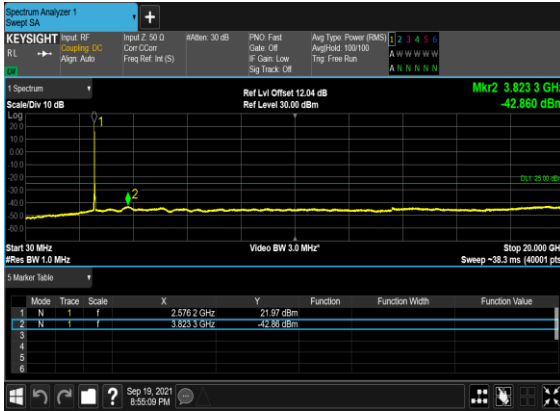 Spectrum Analyzer 1
Swept SA
+
KEYSIGHT Input: RF Input Z: 50 Ω #Atten: 30 dB PNO: Fast Avg Type: Power (RMS) 1 2 3 4 5 6
RL Coupling: DC Corr CCorr Gate: Off Avg|Hold: 100/100 A W W W W W
Align: Auto Freq Ref: Int (S) IF Gain: Low Trig: Free Run
Sig Track: Off A N N N N N
1 Spectrum Ref Lvl Offset 12.04 dB Mkr2 3.823 3 GHz
Scale/Div 10 dB Ref Level 30.00 dBm -42.860 dBm
Log
1
20.0
10.0
0.00
-10.0
-20.0 DL1 25.00 dBm
-30.0
-40.0 2
-50.0
-60.0
Start 30 MHz Video BW 3.0 MHz* Stop 20.000 GH
#Res BW 1.0 MHz Sweep ~38.3 ms (40001 pts
5 Marker Table
Mode Trace Scale X Y Function Function Width Function Value
1 N 1 f 2.576 2 GHz 21.97 dBm
2 N 1 f 3.823 3 GHz -42.86 dBm
3
4
5
6
? Sep 19, 2021
8:55:09 PM